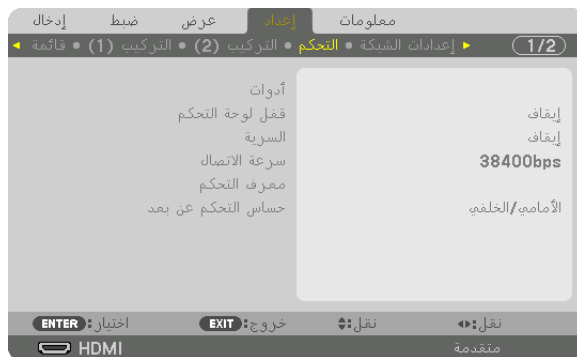 إدخال ضبط عرض إعداد معلومات
◄ قائمة • التركيب (1) • التركيب (2) • التحكم • إعدادات الشبكة ► 1/2
أدوات
قفل لوحة التحكم إيقاف
السرية إيقاف
سرعة الاتصال 38400bps
معرف التحكم
حساس التحكم عن بعد الأمامي/الخلفي
ENTER: اختيار EXIT: خروج نقل: نقل:
HDMI متقدمة